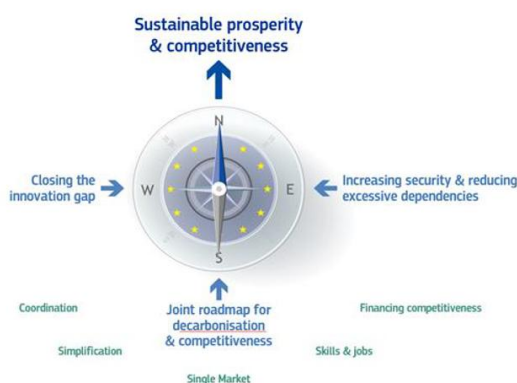 Sustainable prosperity
& competitiveness
N
Closing the
innovation gap
W
E
Increasing security & reducing
excessive dependencies
S
Joint roadmap for
decarbonisation
& competitiveness
Coordination
Financing competitiveness
Simplification
Skills & jobs
Single Market